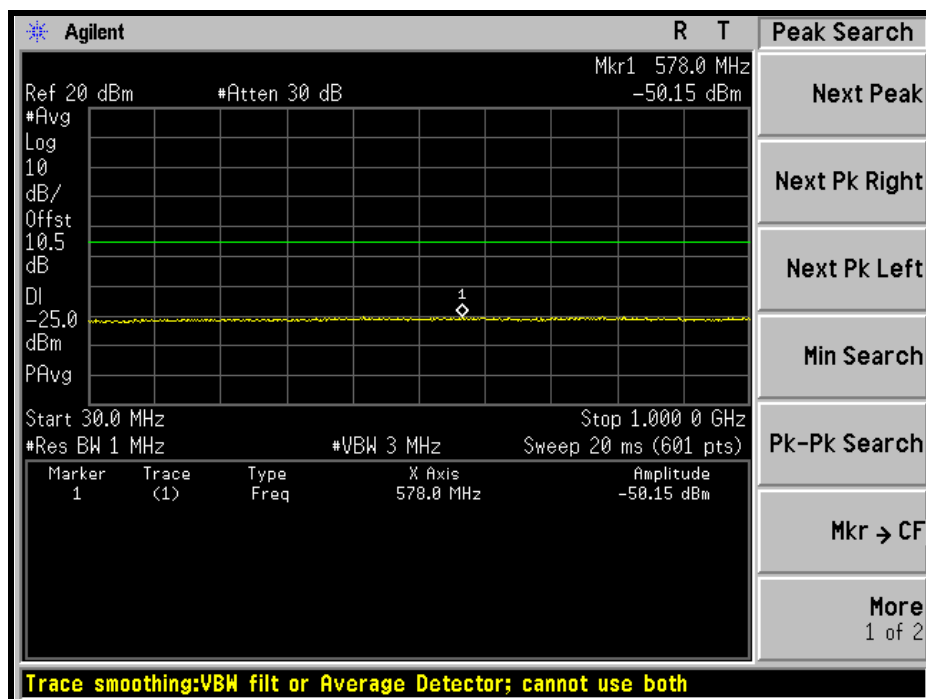 Agilent R T
Peak Search
Mkr1 578.0 MHz
Ref 20 dBm #Atten 30 dB -50.15 dBm
#Avg
Log
10
dB/
Offst
10.5
dB
DI
-25.0
dBm
PAvg
1
Start 30.0 MHz Stop 1.000 0 GHz
#Res BW 1 MHz #VBW 3 MHz Sweep 20 ms (601 pts)
Marker Trace Type X Axis Amplitude
1 (1) Freq 578.0 MHz -50.15 dBm
Next Peak
Next Pk Right
Next Pk Left
Min Search
Pk-Pk Search
Mkr → CF
More
1 of 2
Trace smoothing:VBW filt or Average Detector; cannot use both